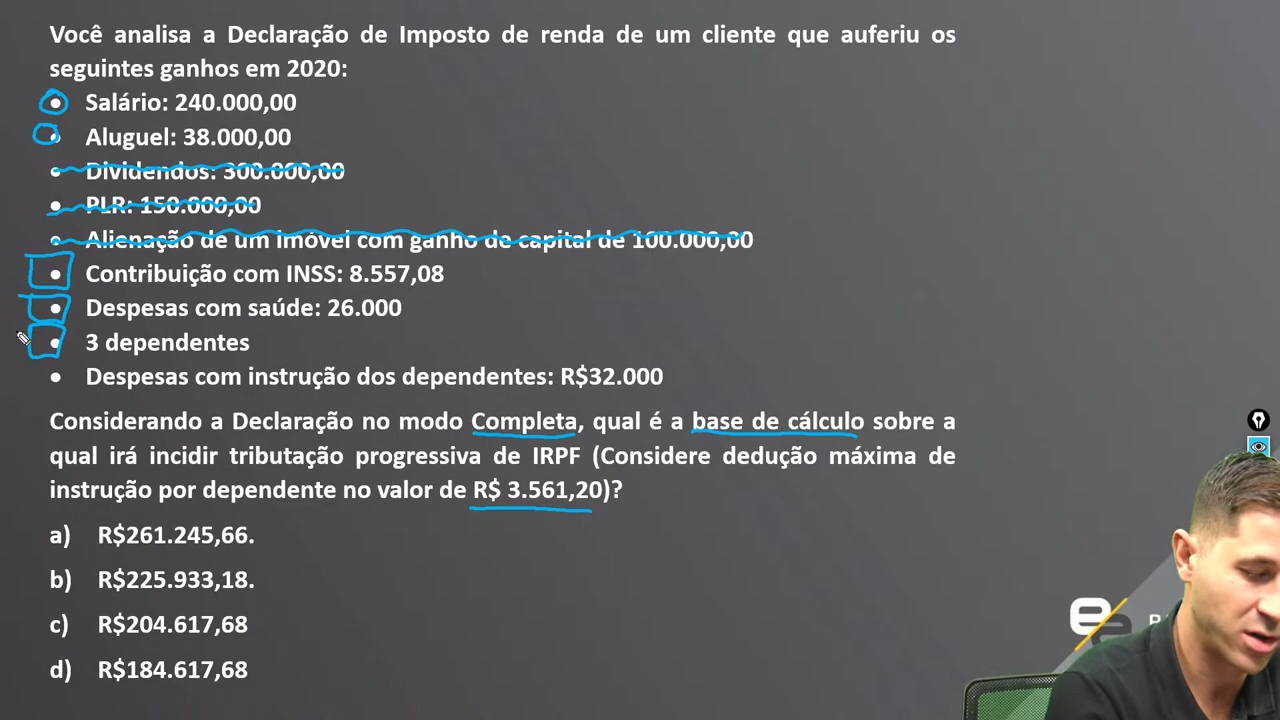 Você analisa a Declaração de Imposto de renda de um cliente que auferiu os
seguintes ganhos em 2020:
• Salário: 240.000,00
• Aluguel: 38.000,00
• Dividendos: 300.000,00
• PLR: 150.000,00
• Alienação de um imóvel com ganho de capital de 100.000,00
• Contribuição com INSS: 8.557,08
• Despesas com saúde: 26.000
• 3 dependentes
• Despesas com instrução dos dependentes: R$32.000
Considerando a Declaração no modo Completa, qual é a base de cálculo sobre a
qual irá incidir tributação progressiva de IRPF (Considere dedução máxima de
instrução por dependente no valor de R$ 3.561,20)?
a) R$261.245,66.
b) R$225.933,18.
c) R$204.617,68
d) R$184.617,68